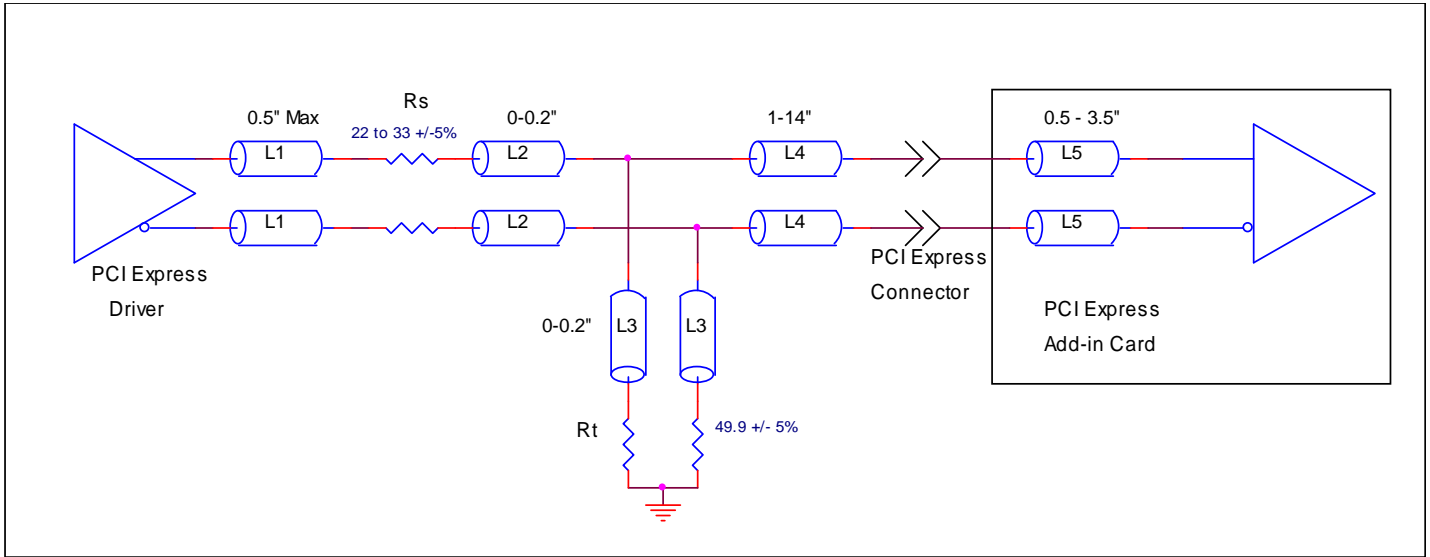 Rs
0.5" Max
22 to 33 +/-5%
0-0.2"
1-14"
0.5 - 3.5"
L1
L2
L4
L5
L1
L2
L4
L5
PCI Express
Driver
PCI Express
Connector
0-0.2"
L3
L3
PCI Express
Add-in Card
Rt
49.9 +/- 5%